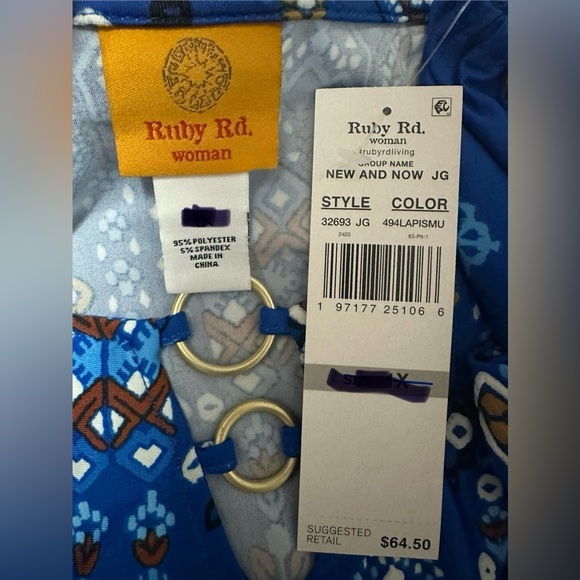 Ruby Rd.
woman
95% POLYESTER
5% SPANDEX
MADE IN
CHINA
Ruby Rd.
woman
#rubyrdliving
GROUP NAME
NEW AND NOW JG
STYLE COLOR
32693 JG 494LAPISMU
2403 63-P6-1
1 97177 25106 6
X
SUGGESTED
RETAIL $64.50